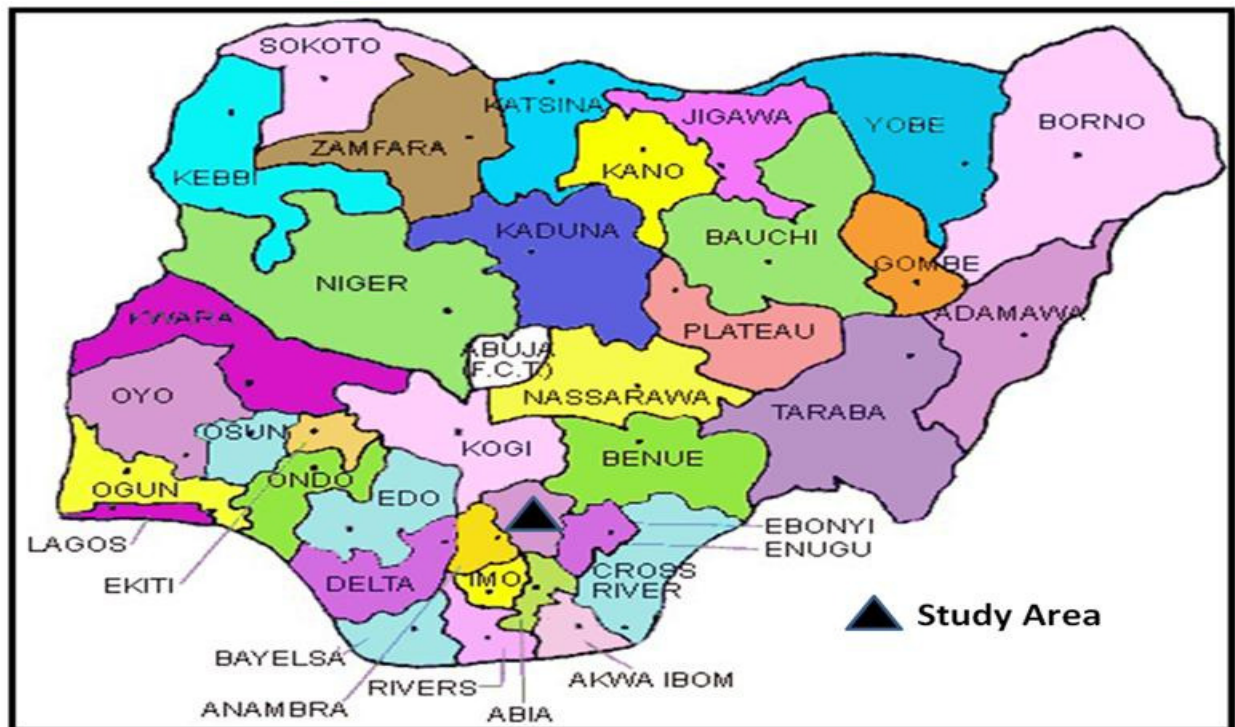 SOKOTO
KATSINA
JIGAWA
YOBE
BORNO
ZAMFARA
KANO
KEBBI
KADUNA
BAUCHI
GOMBE
NIGER
ADAMAWA
KWARA
PLATEAU
ABUJA
(F.C.T.)
NASSARAWA
OYO
TARABA
OSUN
KOGI
BENUE
ONDO
OGUN
EDO
EBONYI
LAGOS
ENUGU
EKITI
DELTA
IMO
CROSS
RIVER
Study Area
BAYELSA
RIVERS
AKWA IBOM
ANAMBRA
ABIA